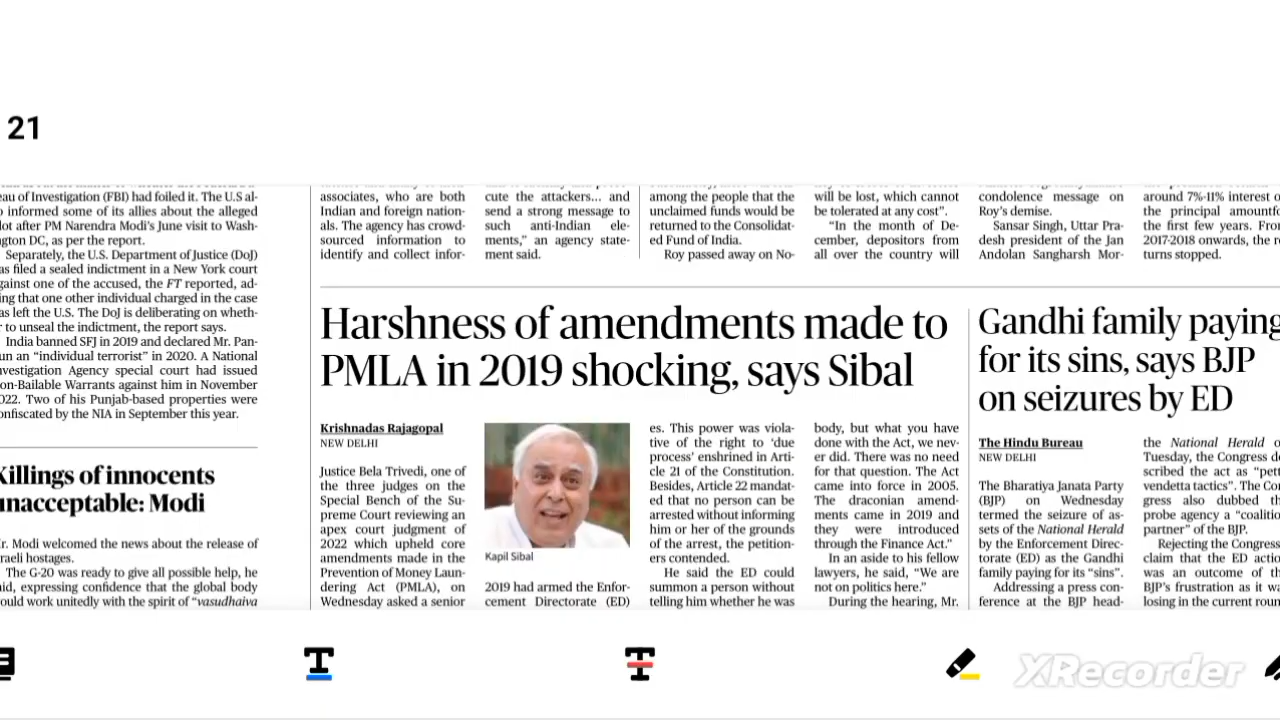 21
eau of Investigation (FBI) had foiled it. The U.S al-
o informed some of its allies about the alleged
lot after PM Narendra Modi's June visit to Wash-
ngton DC, as per the report.
Separately, the U.S. Department of Justice (DoJ)
as filed a sealed indictment in a New York court
gainst one of the accused, the FT reported, ad-
ing that one other individual charged in the case
as left the U.S. The DoJ is deliberating on wheth-
r to unseal the indictment, the report says.
India banned SFJ in 2019 and declared Mr. Pan-
un an “individual terrorist” in 2020. A National
nvestigation Agency special court had issued
on-Bailable Warrants against him in November
022. Two of his Punjab-based properties were
onfiscated by the NIA in September this year.
Killings of innocents
unacceptable: Modi
r. Modi welcomed the news about the release of
raeli hostages.
The G-20 was ready to give all possible help, he
aid, expressing confidence that the global body
ould work unitedly with the spirit of “vasudhaiva
associates, who are both
Indian and foreign nation-
als. The agency has crowd-
sourced information to
identify and collect infor-
cute the attackers... and
send a strong message to
such anti-Indian ele-
ments,” an agency state-
ment said.
among the people that the
unclaimed funds would be
returned to the Consolidat-
ed Fund of India.
Roy passed away on No-
will be lost, which cannot
be tolerated at any cost”.
“In the month of De-
cember, depositors from
all over the country will
condolence message on
Roy's demise.
Sansar Singh, Uttar Pra-
desh president of the Jan
Andolan Sangharsh Mor-
around 7%-11% interest o
the principal amountf
the first few years. Fro
2017-2018 onwards, the r
turns stopped.
Harshness of amendments made to
PMLA in 2019 shocking, says Sibal
Krishnadas Rajagopal
NEW DELHI
Justice Bela Trivedi, one of
the three judges on the
Special Bench of the Su-
preme Court reviewing an
apex court judgment of
2022 which upheld core
amendments made in the
Prevention of Money Laun-
dering Act (PMLA), on
Wednesday asked a senior
Kapil Sibal
2019 had armed the Enfor-
cement Directorate (ED)
es. This power was viola-
tive of the right to ‘due
process’ enshrined in Arti-
cle 21 of the Constitution.
Besides, Article 22 mandat-
ed that no person can be
arrested without informing
him or her of the grounds
of the arrest, the petition-
ers contended.
He said the ED could
summon a person without
telling him whether he was
body, but what you have
done with the Act, we nev-
er did. There was no need
for that question. The Act
came into force in 2005.
The draconian amend-
ments came in 2019 and
they were introduced
through the Finance Act.”
In an aside to his fellow
lawyers, he said, “We are
not on politics here.”
During the hearing, Mr.
Gandhi family paying
for its sins, says BJP
on seizures by ED
The Hindu Bureau
NEW DELHI
The Bharatiya Janata Party
(BJP) on Wednesday
termed the seizure of as-
sets of the National Herald
by the Enforcement Direc-
torate (ED) as the Gandhi
family paying for its “sins”.
Addressing a press con-
ference at the BJP head-
the National Herald o
Tuesday, the Congress de
scribed the act as “pett
vendetta tactics”. The Con
gress also dubbed th
probe agency a “coalitio
partner” of the BJP.
Rejecting the Congress
claim that the ED actio
was an outcome of th
BJP's frustration as it wa
losing in the current roun
XRecorder